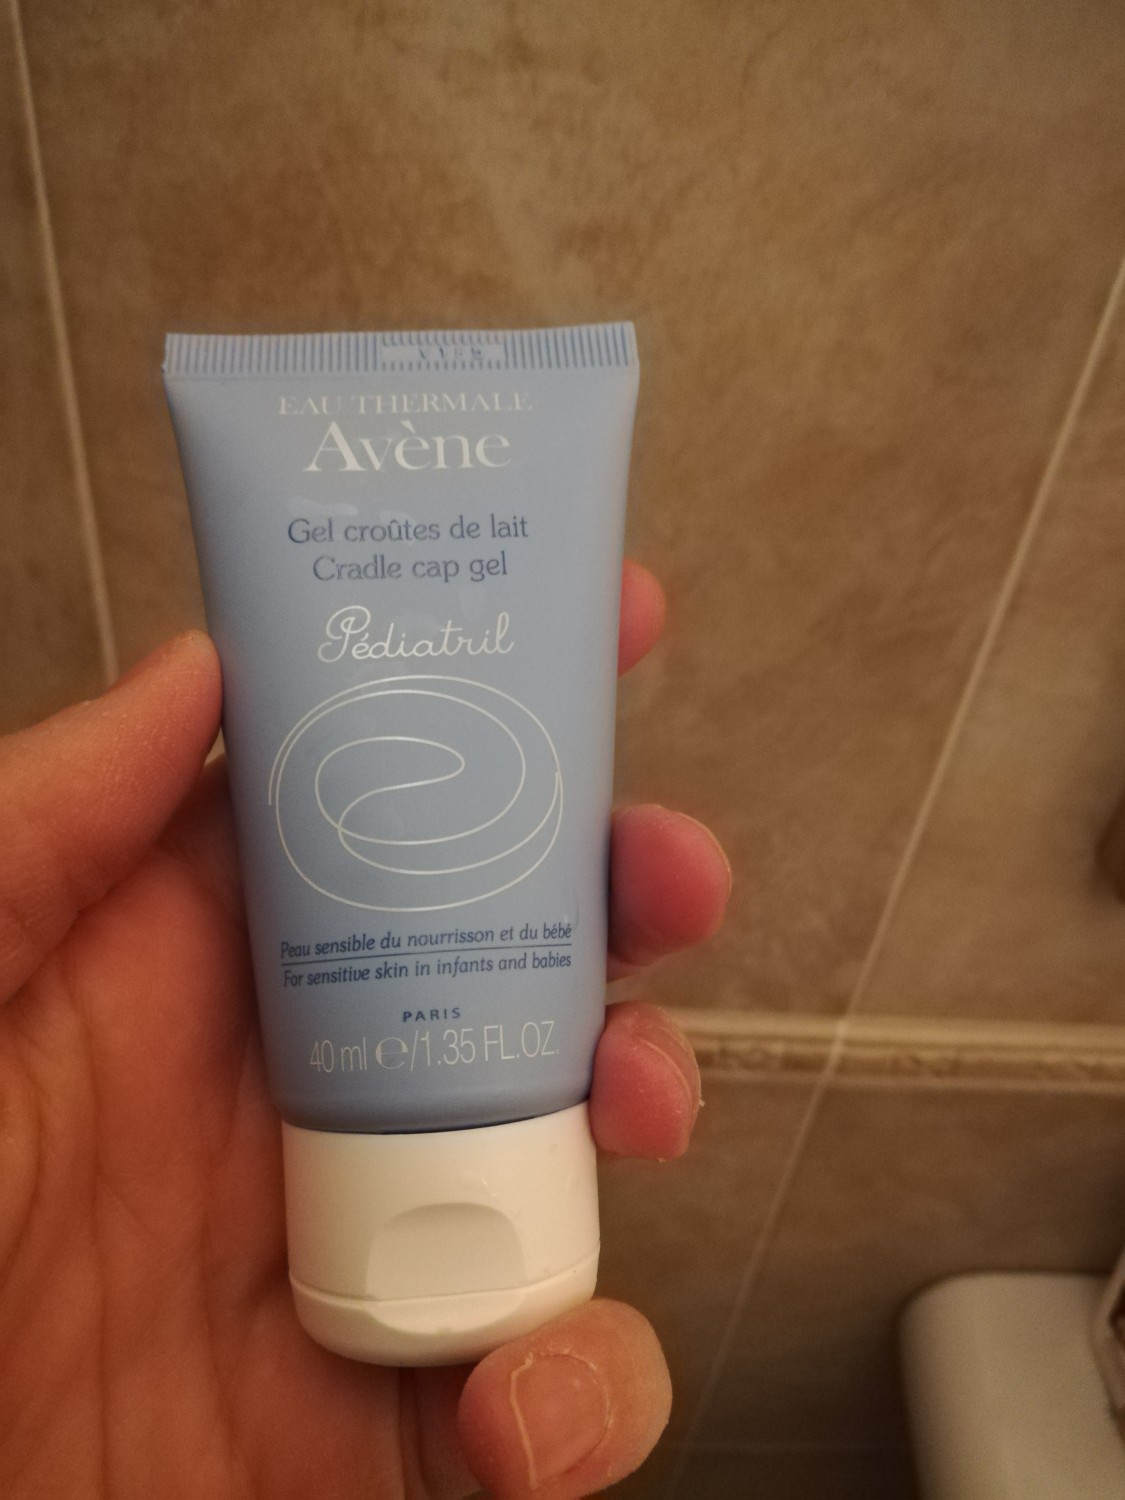 EAU THERMALE
Avène
Gel croûtes de lait
Cradle cap gel
Pédiatril
Peau sensible du nourrisson et du bébé
For sensitive skin in infants and babies
PARIS
40 ml ℮/1.35 FL.OZ.